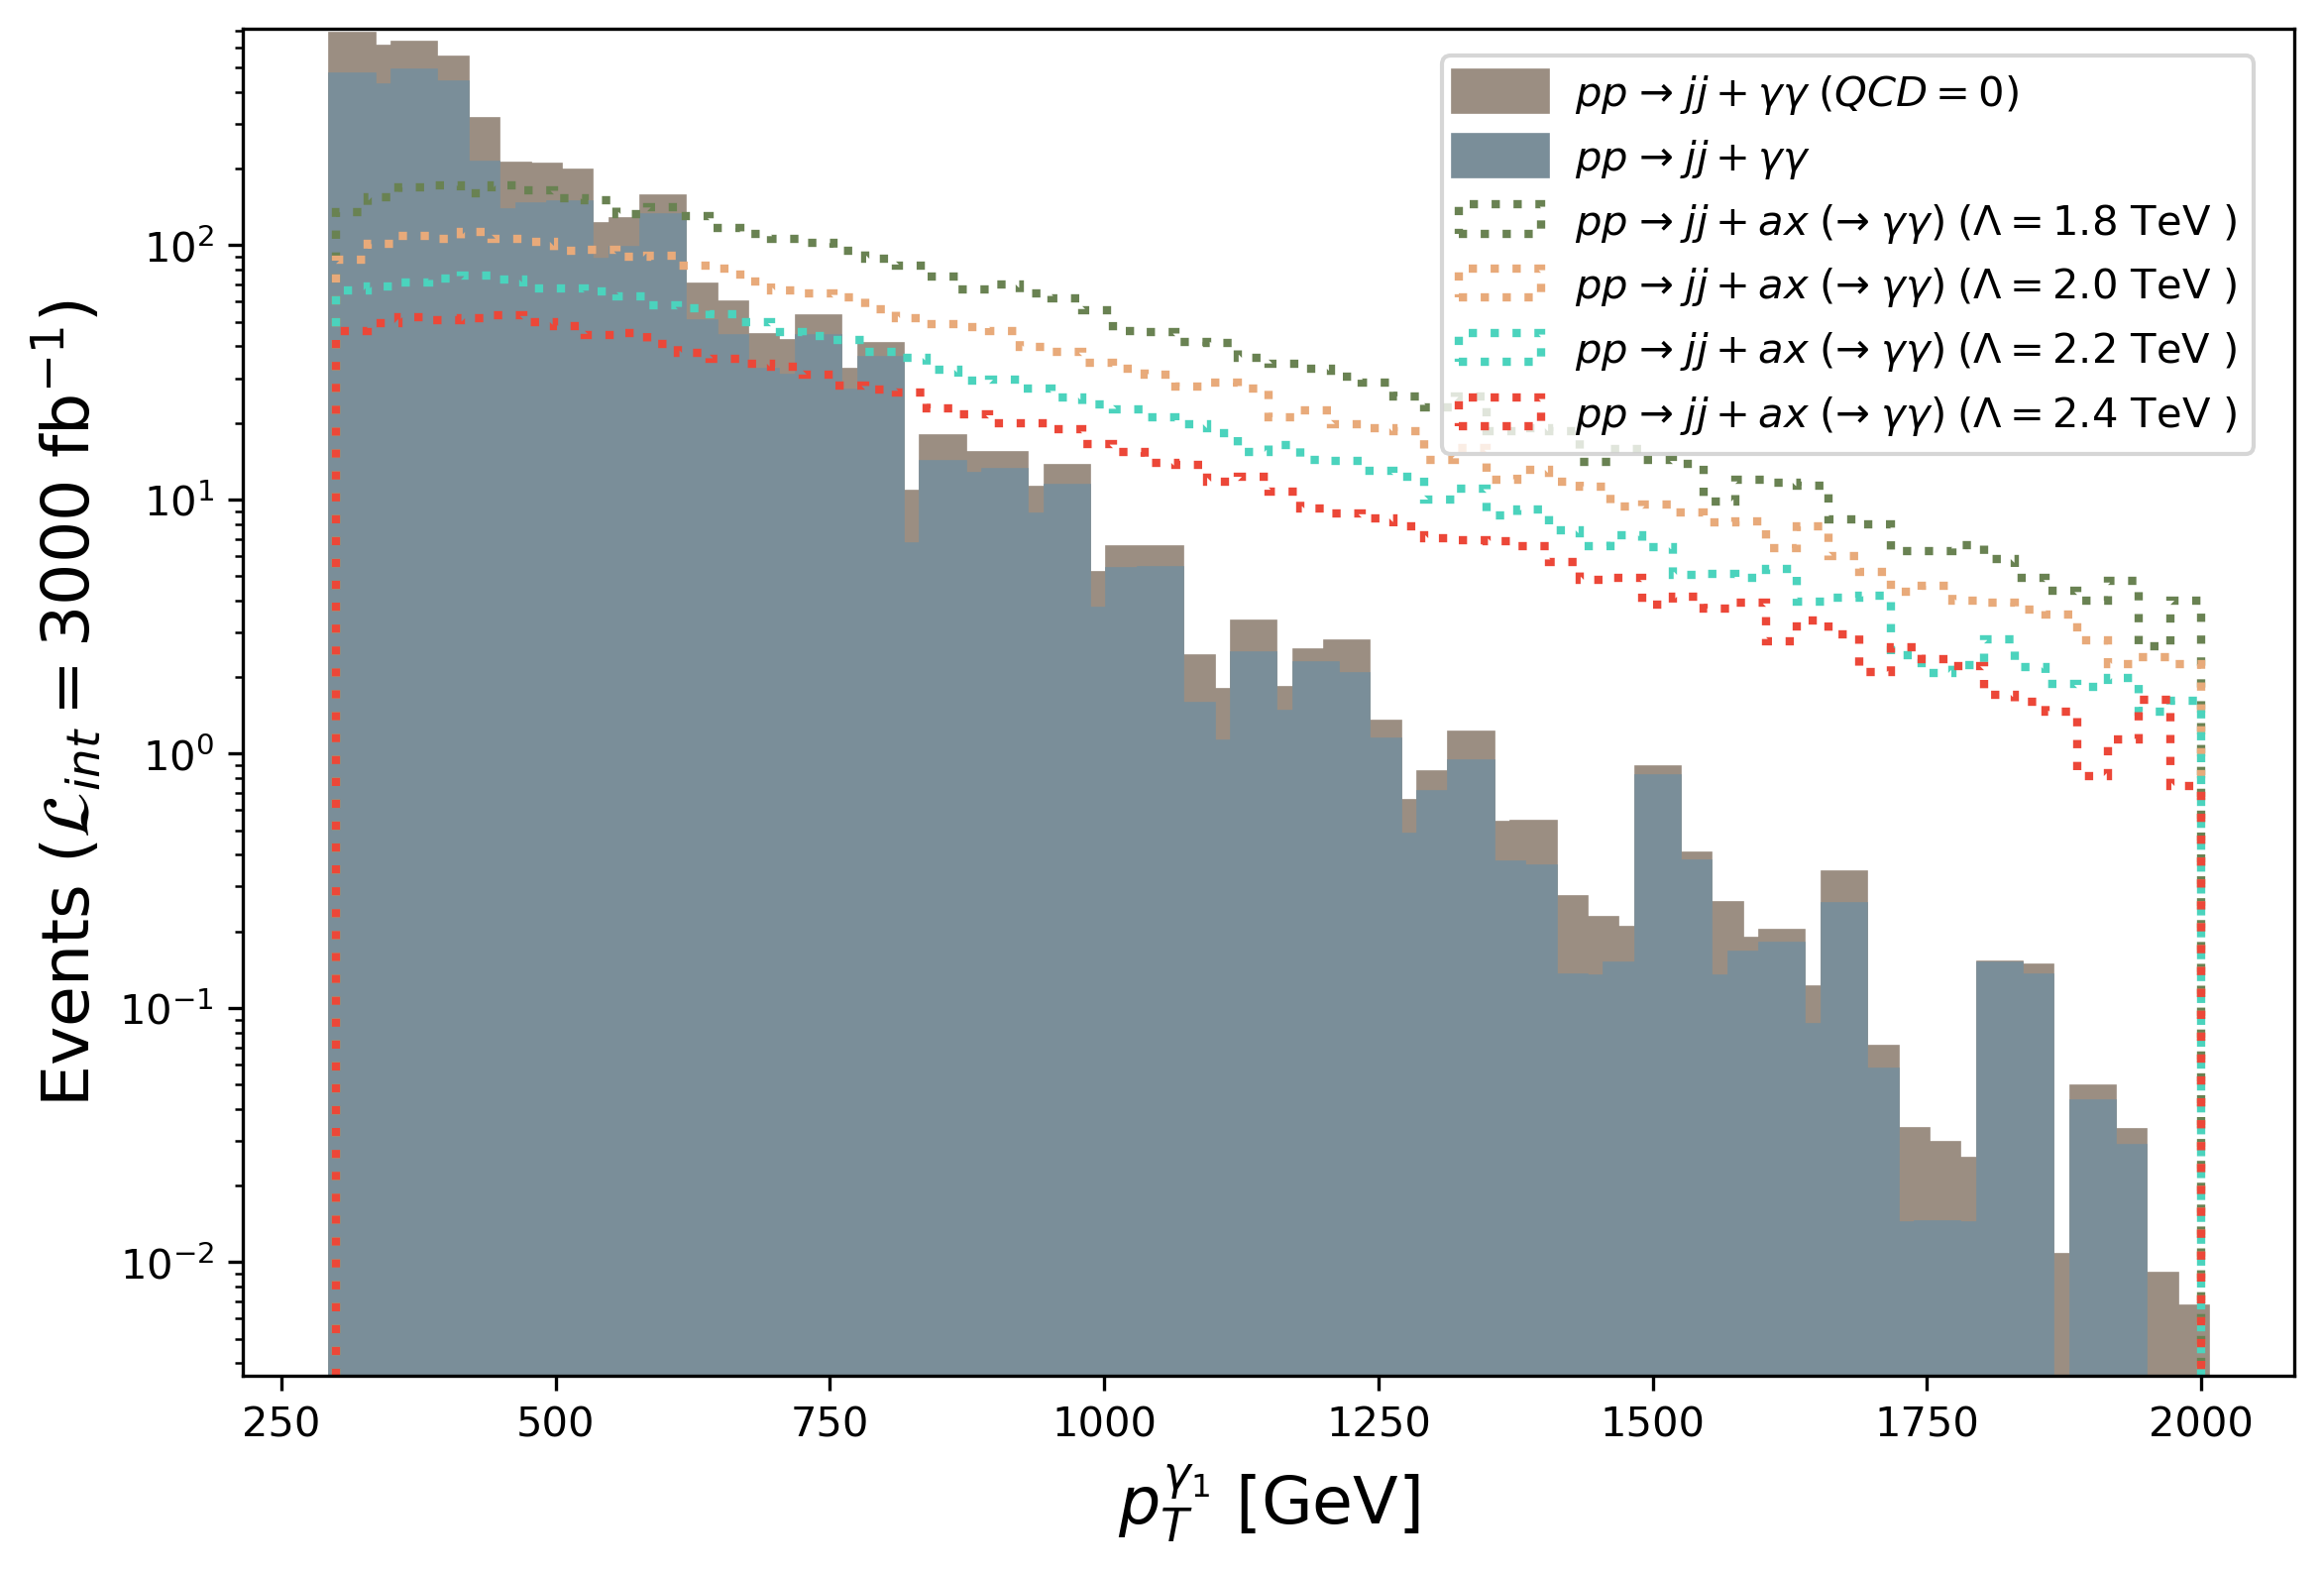 Events (ℒ_int = 3000 fb⁻¹)
10²
10¹
10⁰
10⁻¹
10⁻²
pp → jj + γγ (QCD = 0)
pp → jj + γγ
pp → jj + ax (→ γγ) (Λ = 1.8 TeV )
pp → jj + ax (→ γγ) (Λ = 2.0 TeV )
pp → jj + ax (→ γγ) (Λ = 2.2 TeV )
pp → jj + ax (→ γγ) (Λ = 2.4 TeV )
250 500 750 1000 1250 1500 1750 2000
p_T^γ₁ [GeV]